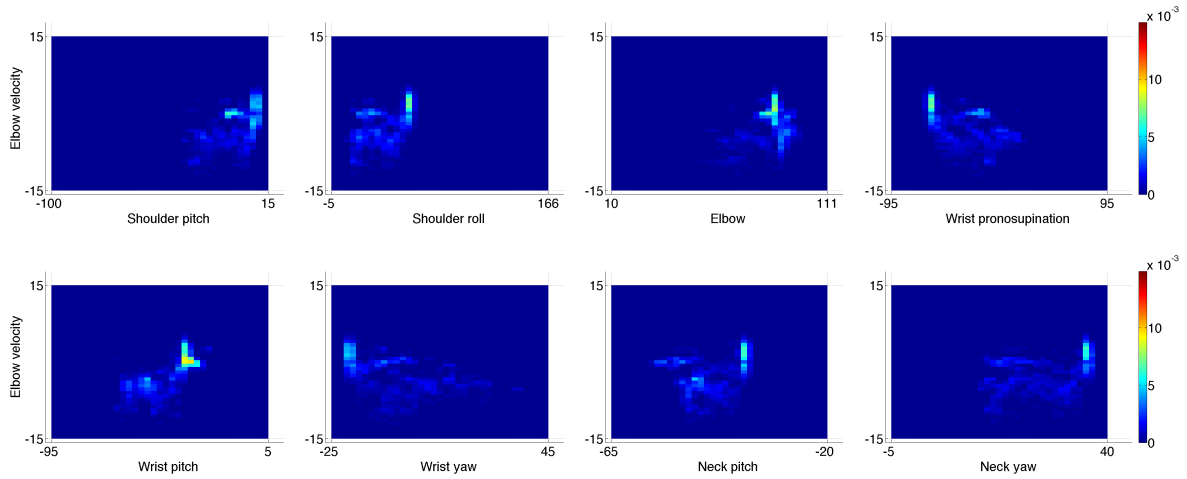 x 10-3
15 15 15 15
10
Elbow velocity
5
-15 -15 -15 -15 0
-100 15 -5 166 10 111 -95 95
Shoulder pitch Shoulder roll Elbow Wrist pronosupination
x 10-3
15 15 15 15
10
Elbow velocity
5
-15 -15 -15 -15 0
-95 5 -25 45 -65 -20 -5 40
Wrist pitch Wrist yaw Neck pitch Neck yaw